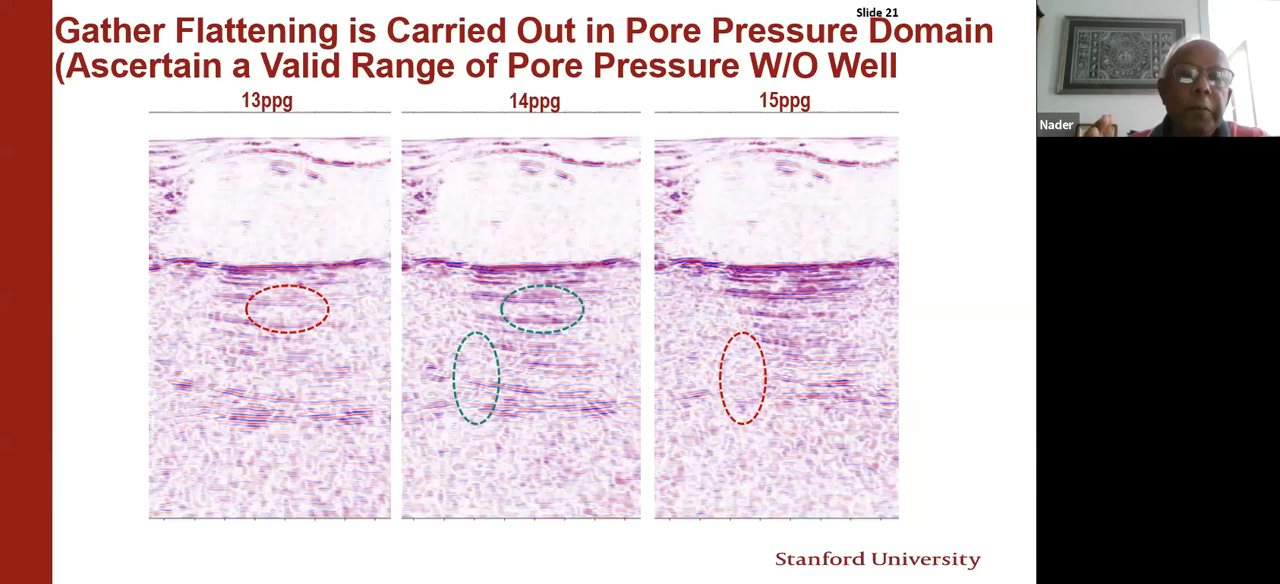 Slide 21
Gather Flattening is Carried Out in Pore Pressure Domain
(Ascertain a Valid Range of Pore Pressure W/O Well
13ppg
14ppg
15ppg
Nader
Stanford University